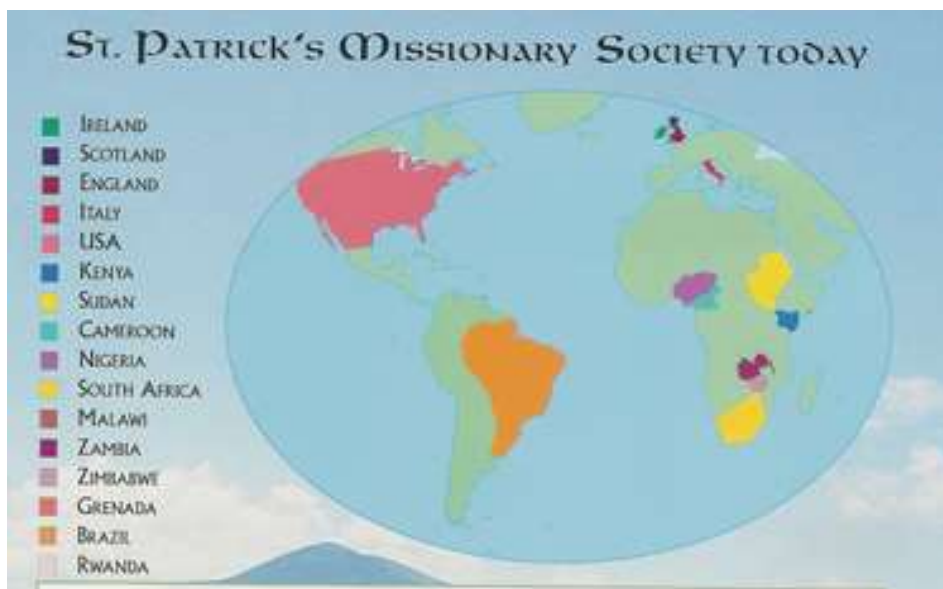 St. Patrick's Missionary Society today
Ireland
Scotland
England
Italy
USA
Kenya
Sudan
Cameroon
Nigeria
South Africa
Malawi
Zambia
Zimbabwe
Grenada
Brazil
Rwanda